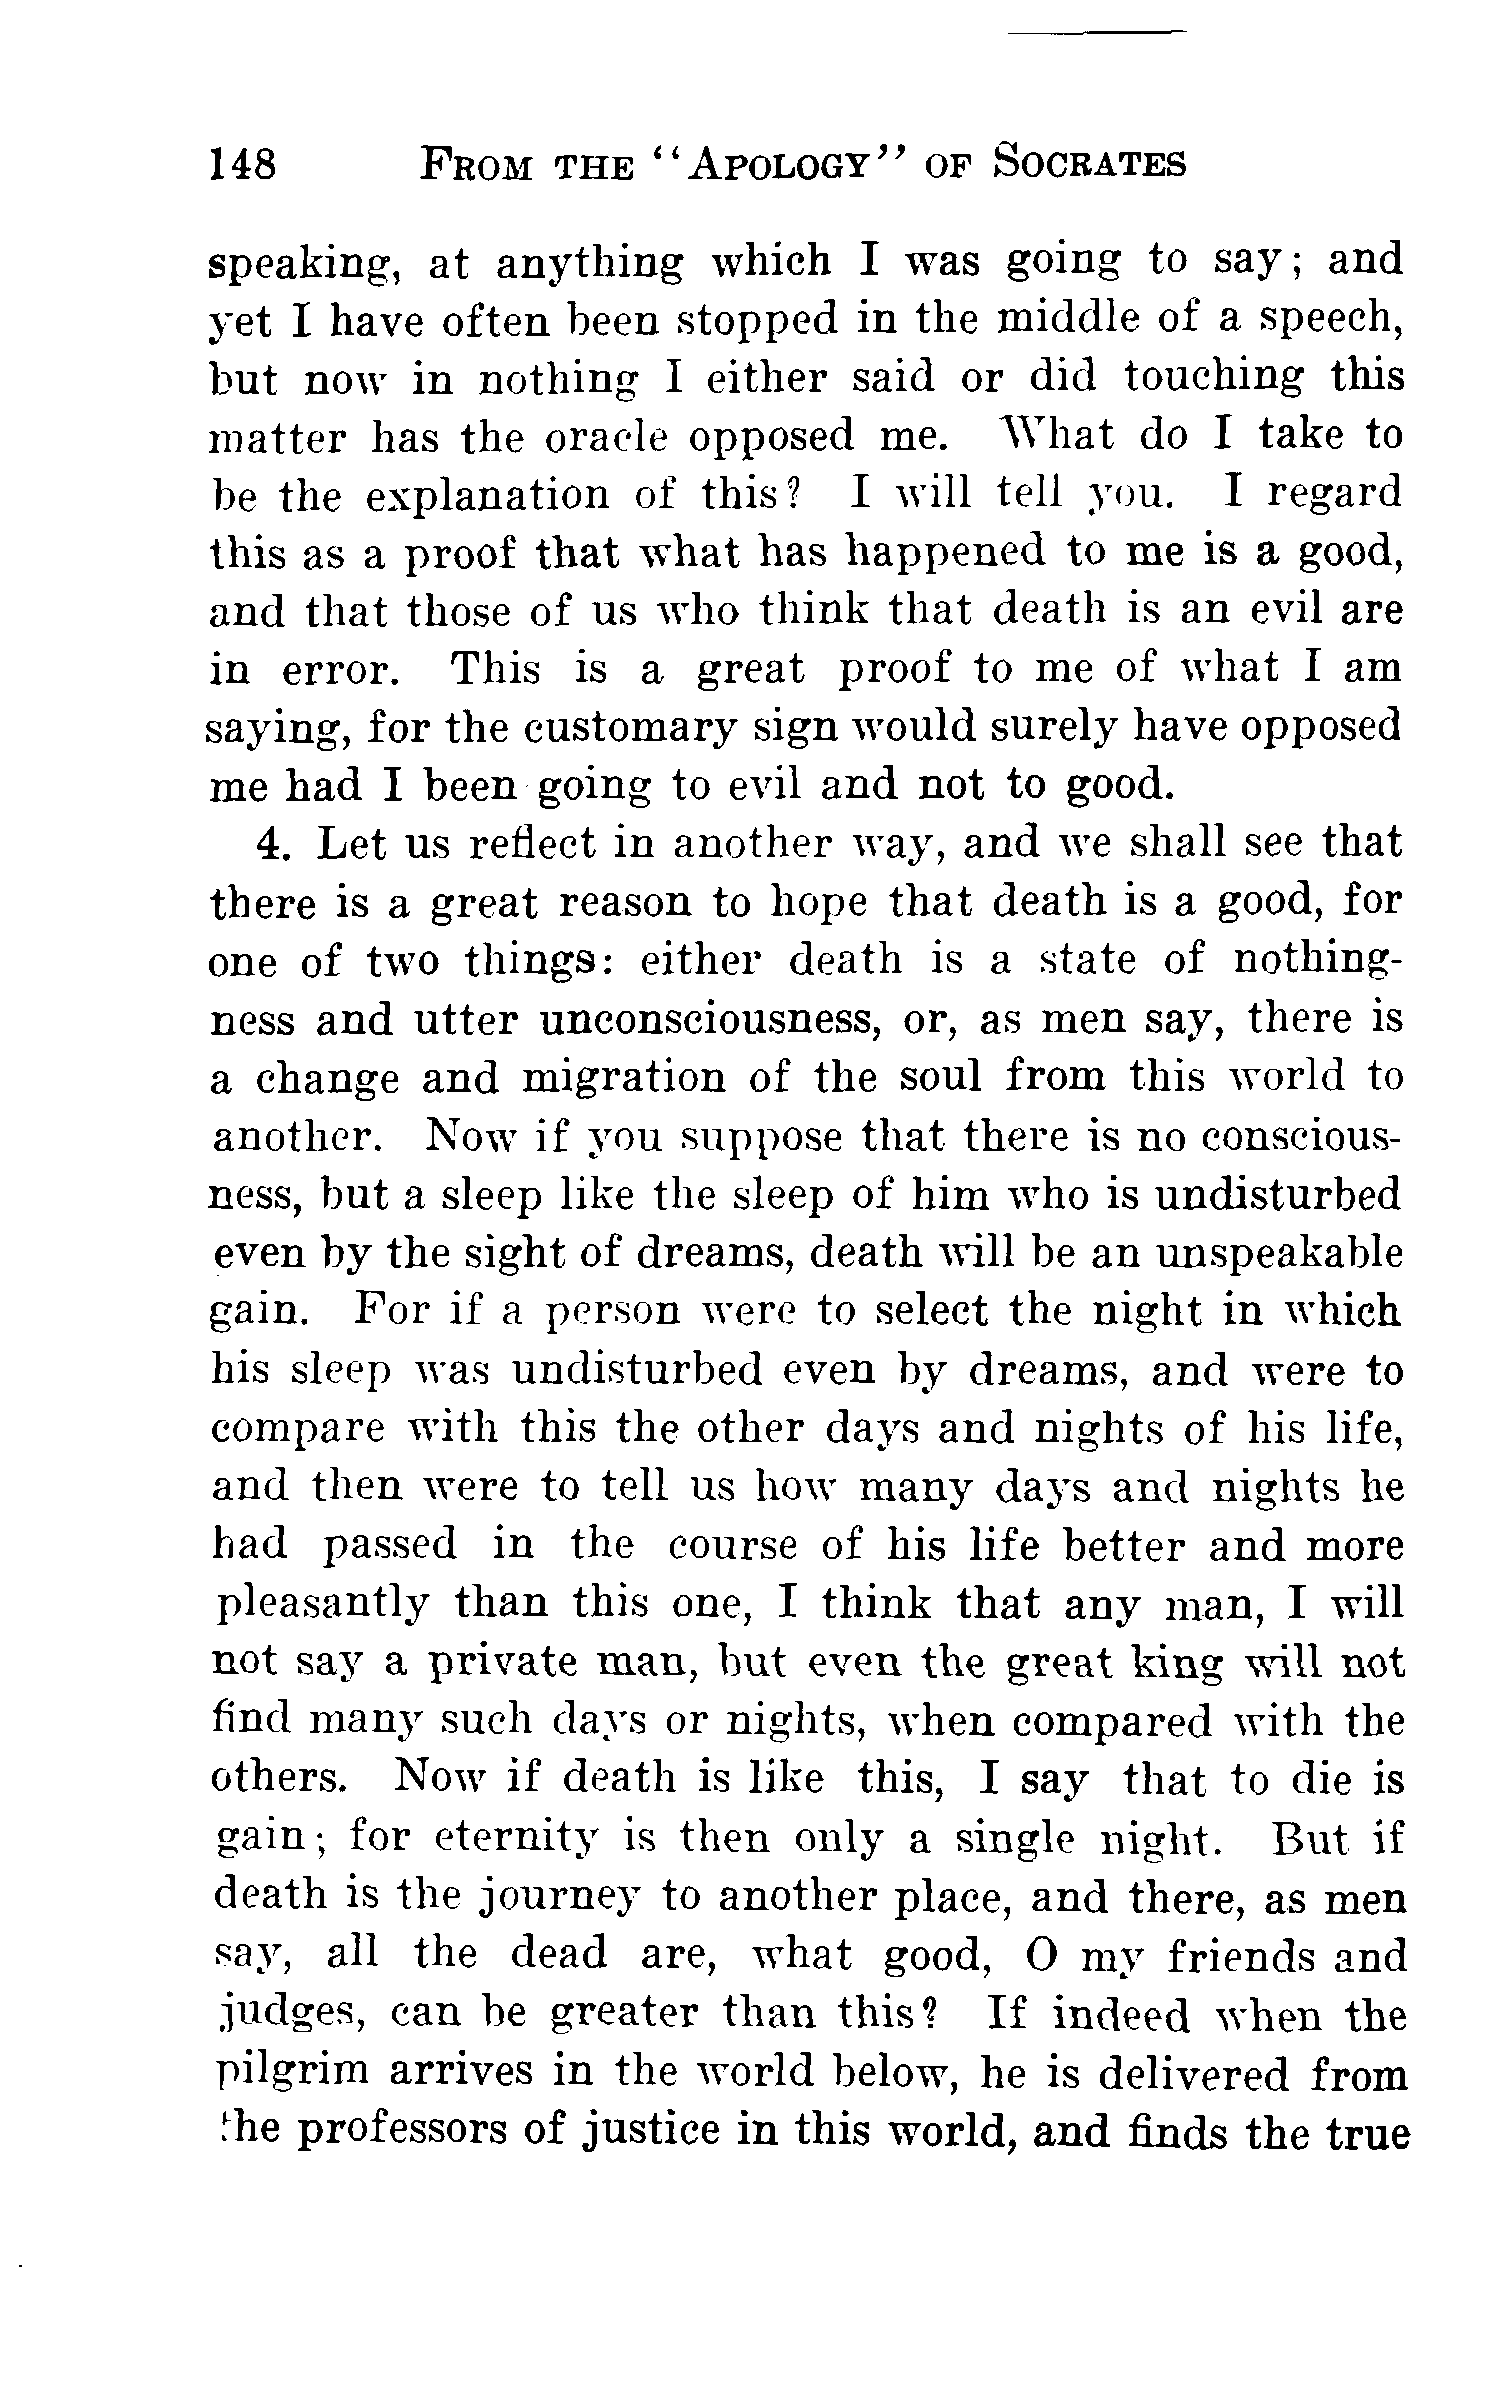 148 FROM THE "APOLOGY" OF SOCRATES
speaking, at anything which I was going to say; and
yet I have often been stopped in the middle of a speech,
but now in nothing I either said or did touching this
matter has the oracle opposed me. What do I take to
be the explanation of this? I will tell you. I regard
this as a proof that what has happened to me is a good,
and that those of us who think that death is an evil are
in error. This is a great proof to me of what I am
saying, for the customary sign would surely have opposed
me had I been going to evil and not to good.
4. Let us reflect in another way, and we shall see that
there is a great reason to hope that death is a good, for
one of two things: either death is a state of nothing-
ness and utter unconsciousness, or, as men say, there is
a change and migration of the soul from this world to
another. Now if you suppose that there is no conscious-
ness, but a sleep like the sleep of him who is undisturbed
even by the sight of dreams, death will be an unspeakable
gain. For if a person were to select the night in which
his sleep was undisturbed even by dreams, and were to
compare with this the other days and nights of his life,
and then were to tell us how many days and nights he
had passed in the course of his life better and more
pleasantly than this one, I think that any man, I will
not say a private man, but even the great king will not
find many such days or nights, when compared with the
others. Now if death is like this, I say that to die is
gain; for eternity is then only a single night. But if
death is the journey to another place, and there, as men
say, all the dead are, what good, O my friends and
judges, can be greater than this? If indeed when the
pilgrim arrives in the world below, he is delivered from
the professors of justice in this world, and finds the true